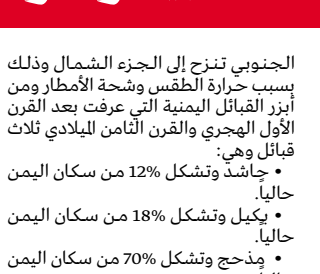 الجنوبي تنزح إلى الجزء الشمال وذلك
بسبب حرارة الطقس وشحة الأمطار ومن
أبرز القبائل اليمنية التي عرفت بعد القرن
الأول الهجري والقرن الثامن الميلادي ثلاث
قبائل وهي:
• حاشد وتشكل 12% من سكان اليمن
حالياً.
• بكيل وتشكل 18% من سكان اليمن
حالياً.
• مذحج وتشكل 70% من سكان اليمن